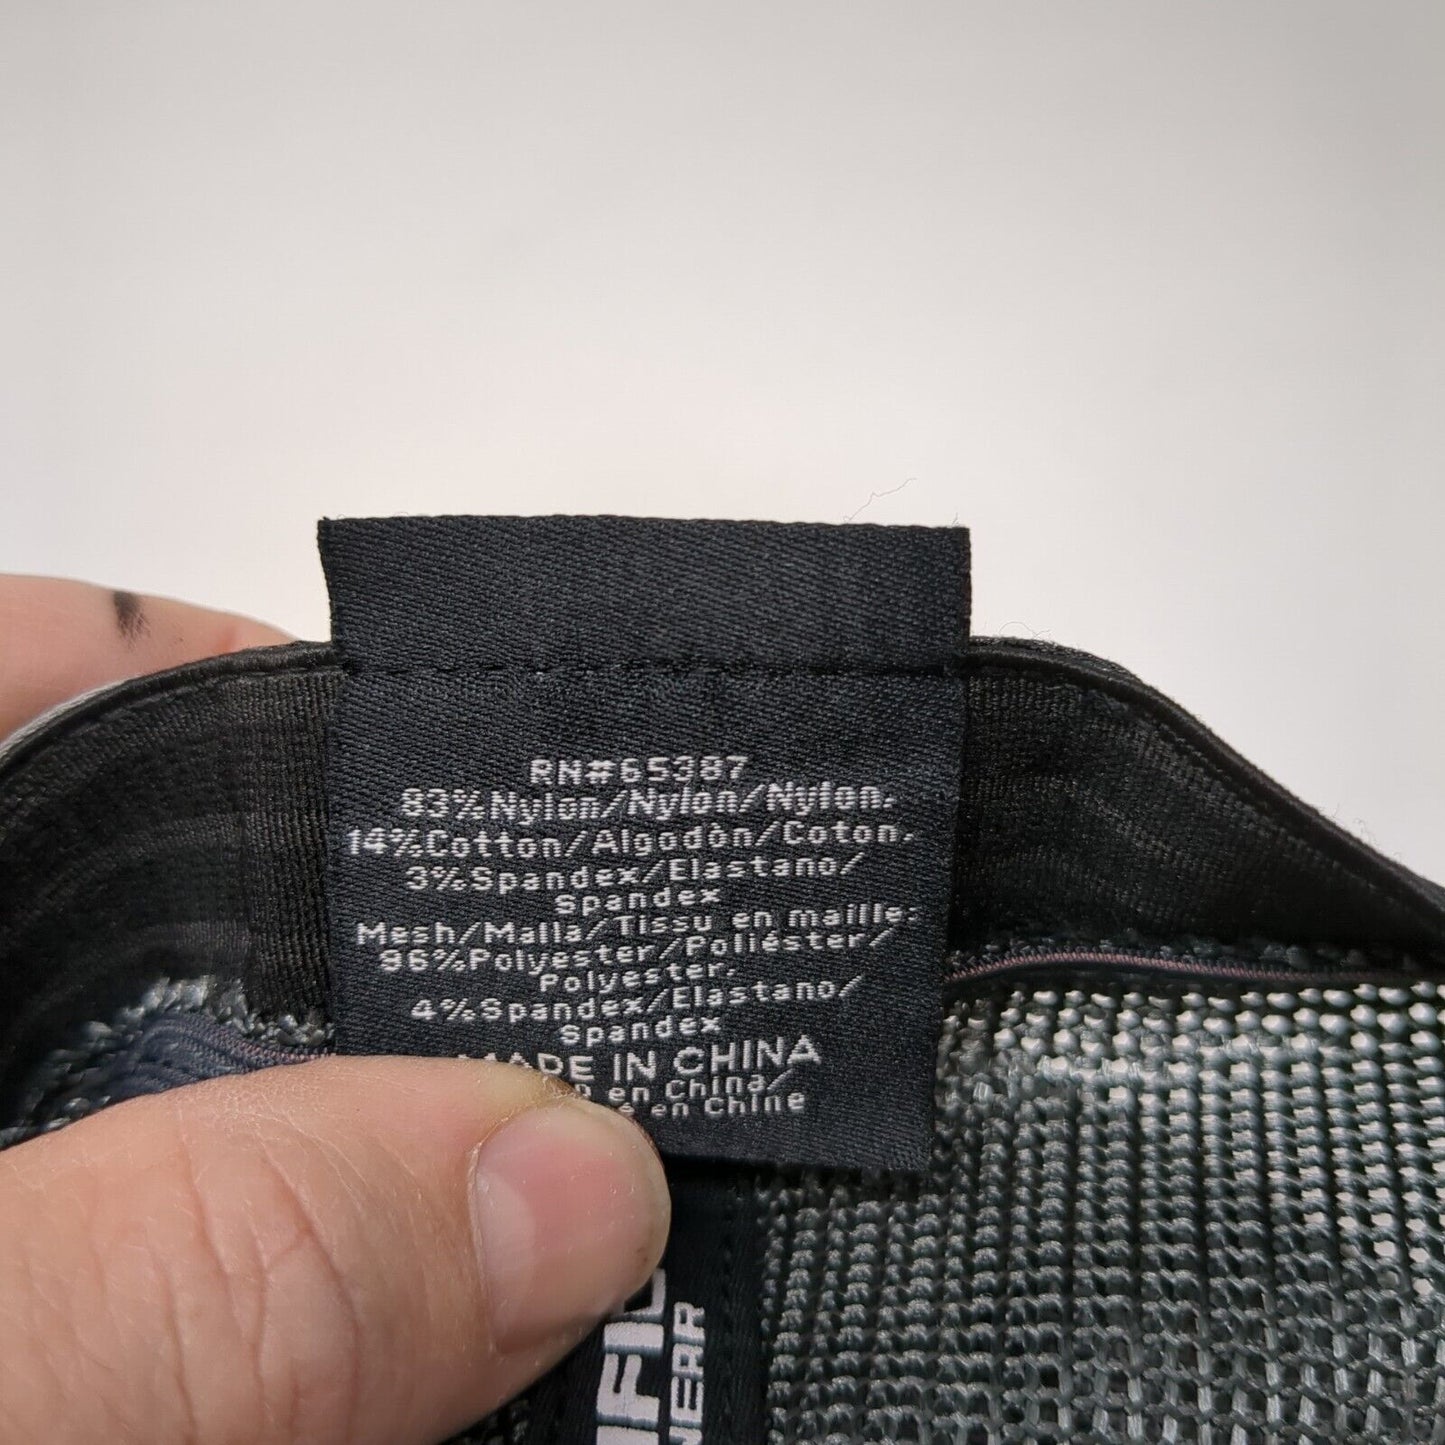 RN#65387
83%Nylon/Nylon/Nylon.
14%Cotton/Algodòn/Coton.
3%Spandex/Elastano/
Spandex
Mesh/Malla/Tissu en maille:
96%Polyester/Poliéster/
Polyester.
4%Spandex/Elastano/
Spandex
MADE IN CHINA
en China/
en Chine